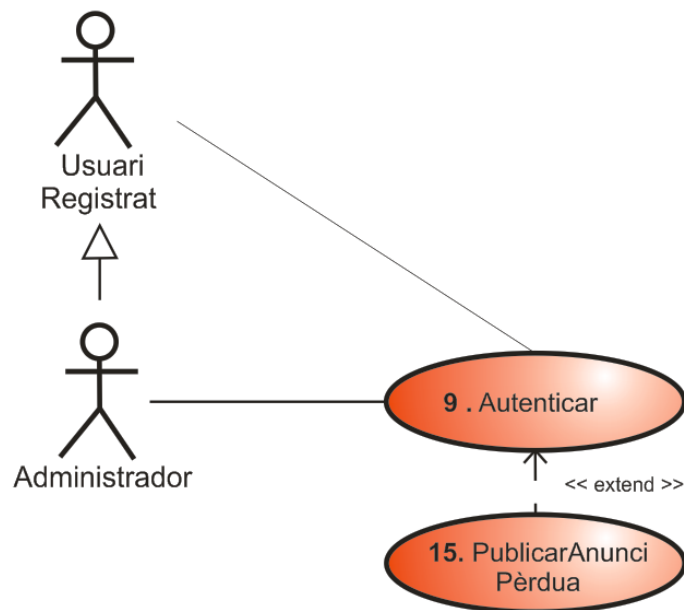 Usuari
Registrat
Administrador
9 . Autenticar
<< extend >>
15. PublicarAnunci
Pèrdua